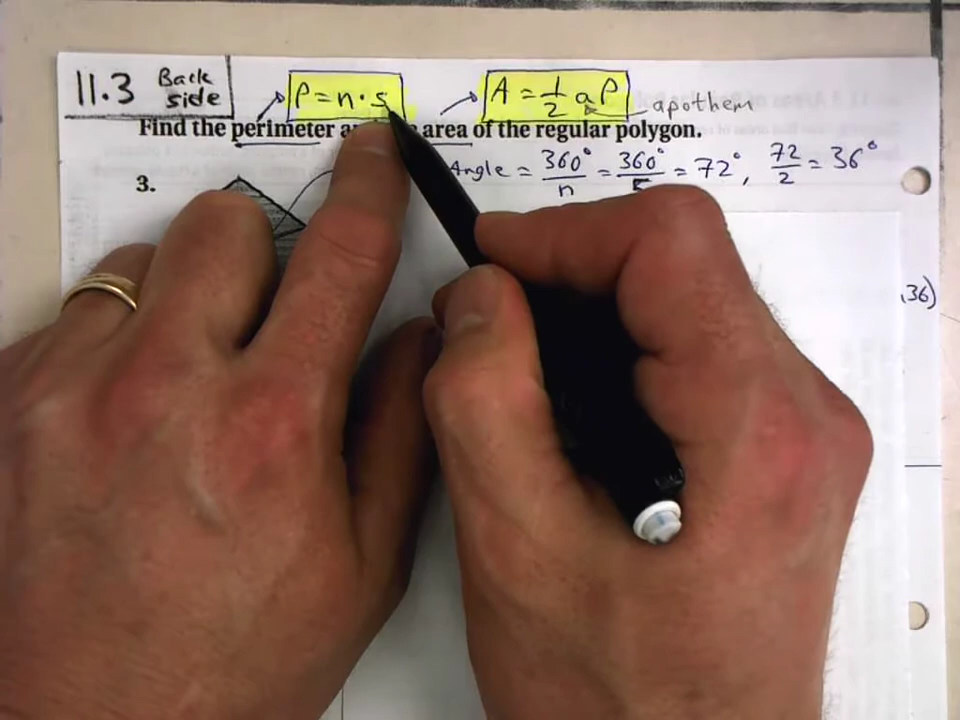 11.3 Back side
P = n · s
A = 1/2 a P
apothem
Find the perimeter area of the regular polygon.
Angle = 360°/n = 360°/5 = 72°, 72/2 = 36°
3.
36)